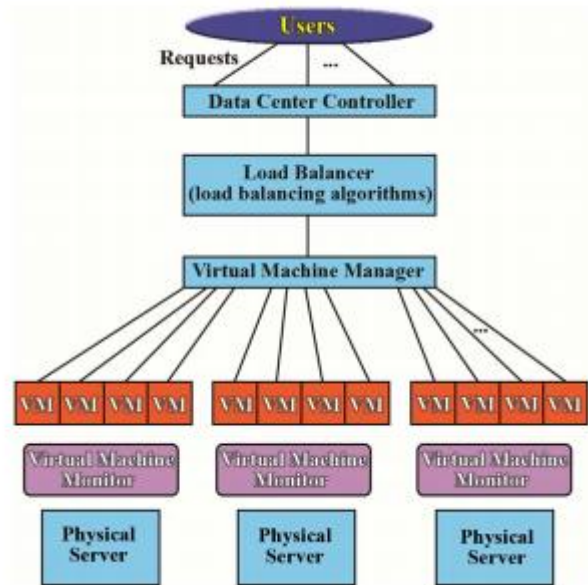 Users
Requests
...
Data Center Controller
Load Balancer
(load balancing algorithms)
Virtual Machine Manager
...
VM VM VM VM VM VM VM VM VM VM VM VM
Virtual Machine Monitor
Virtual Machine Monitor
Virtual Machine Monitor
Physical Server
Physical Server
Physical Server